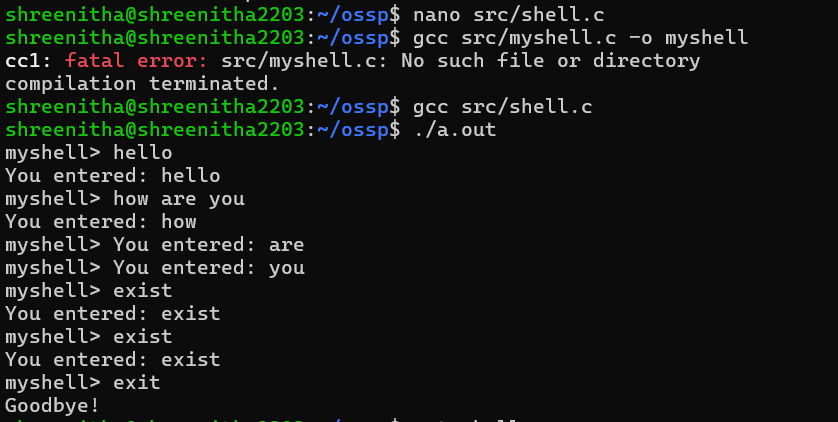 shreenitha@shreenitha2203:~/ossp$ nano src/shell.c
shreenitha@shreenitha2203:~/ossp$ gcc src/myshell.c -o myshell
cc1: fatal error: src/myshell.c: No such file or directory
compilation terminated.
shreenitha@shreenitha2203:~/ossp$ gcc src/shell.c
shreenitha@shreenitha2203:~/ossp$ ./a.out
myshell> hello
You entered: hello
myshell> how are you
You entered: how
myshell> You entered: are
myshell> You entered: you
myshell> exist
You entered: exist
myshell> exist
You entered: exist
myshell> exit
Goodbye!